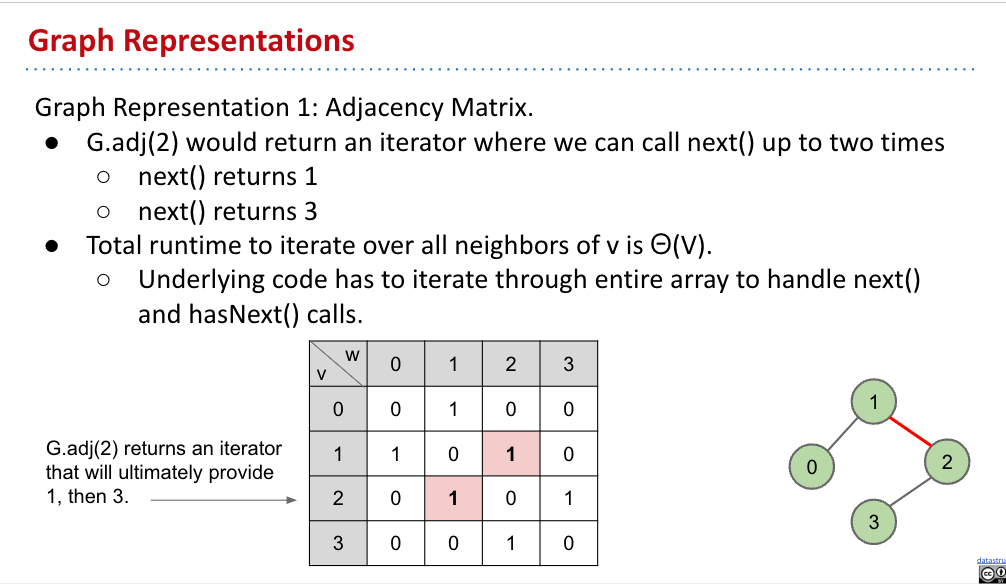 Graph Representations
Graph Representation 1: Adjacency Matrix.
● G.adj(2) would return an iterator where we can call next() up to two times
○ next() returns 1
○ next() returns 3
● Total runtime to iterate over all neighbors of v is Θ(V).
○ Underlying code has to iterate through entire array to handle next()
and hasNext() calls.
w
v
0 1 2 3
0 0 1 0 0
1 1 0 1 0
2 0 1 0 1
3 0 0 1 0
G.adj(2) returns an iterator
that will ultimately provide
1, then 3.
1
0
2
3
datastru
cc